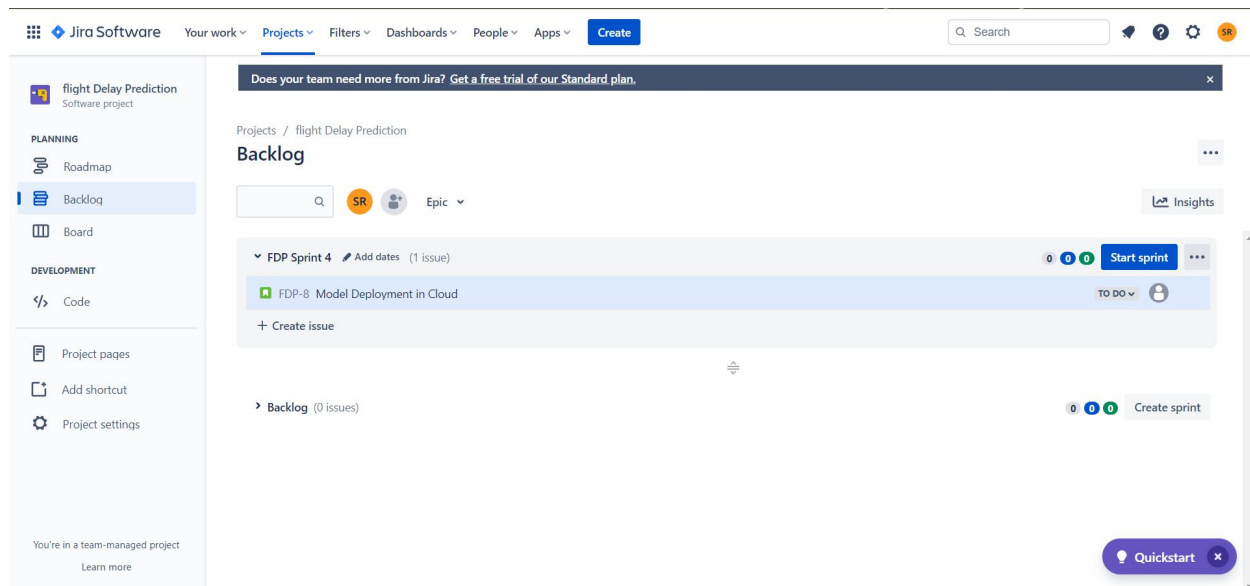 Jira Software Your work Projects Filters Dashboards People Apps Create Search SR
Does your team need more from Jira? Get a free trial of our Standard plan.
flight Delay Prediction
Software project
PLANNING
Roadmap
Backlog
Board
DEVELOPMENT
Code
Project pages
Add shortcut
Project settings
You're in a team-managed project
Learn more
Projects / flight Delay Prediction
Backlog
SR Epic Insights
FDP Sprint 4 Add dates (1 issue) 0 0 0 Start sprint
FDP-8 Model Deployment in Cloud TO DO
+ Create issue
Backlog (0 issues) 0 0 0 Create sprint
Quickstart